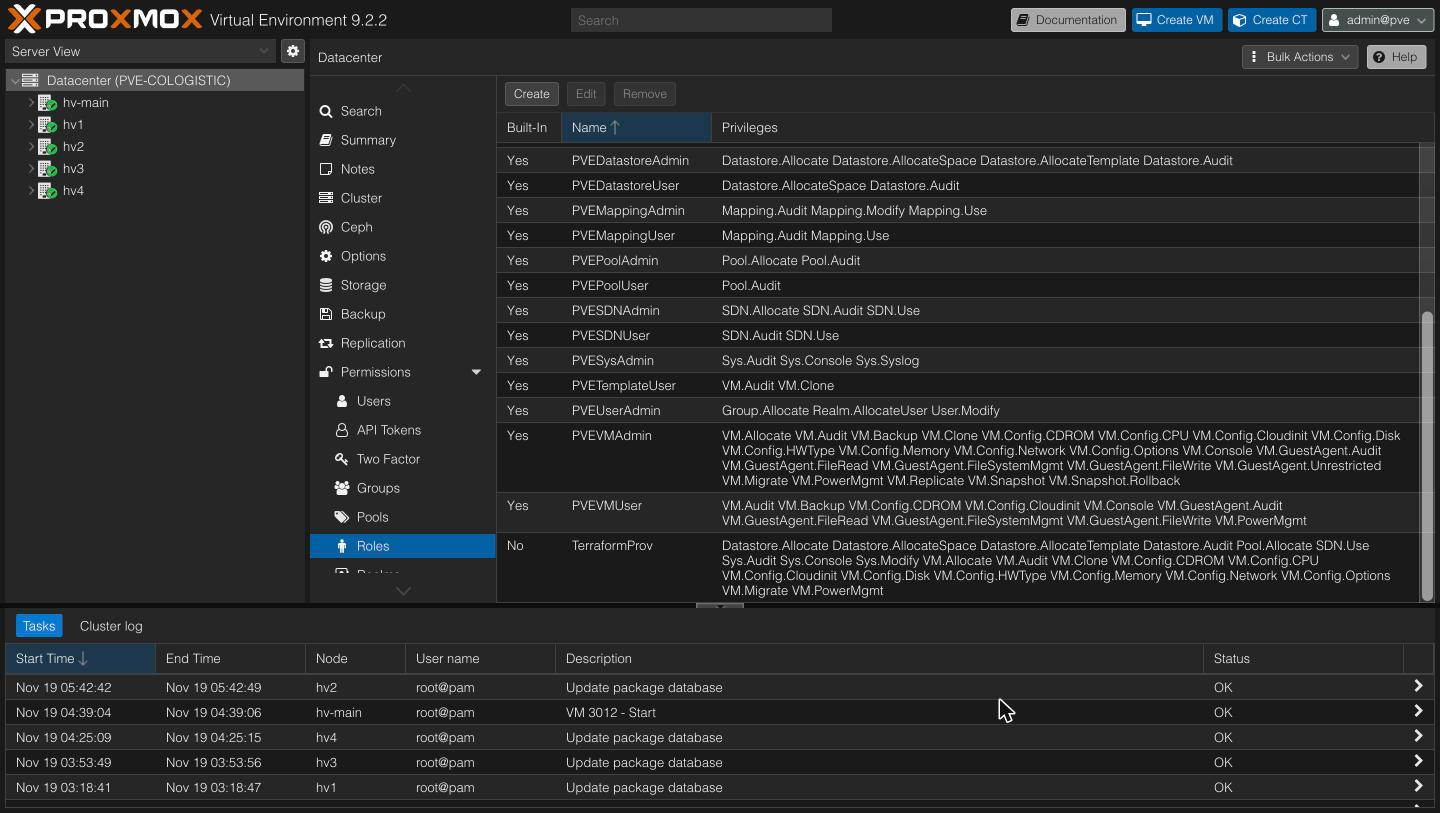 PROXMOX Virtual Environment 9.2.2
Search
Documentation
Create VM
Create CT
admin@pve
Server View
Datacenter (PVE-COLOGISTIC)
hv-main
hv1
hv2
hv3
hv4
Datacenter
Bulk Actions
Help
Search
Summary
Notes
Cluster
Ceph
Options
Storage
Backup
Replication
Permissions
Users
API Tokens
Two Factor
Groups
Pools
Roles
Create Edit Remove
Built-In Name Privileges
Yes PVEDatastoreAdmin Datastore.Allocate Datastore.AllocateSpace Datastore.AllocateTemplate Datastore.Audit
Yes PVEDatastoreUser Datastore.AllocateSpace Datastore.Audit
Yes PVEMappingAdmin Mapping.Audit Mapping.Modify Mapping.Use
Yes PVEMappingUser Mapping.Audit Mapping.Use
Yes PVEPoolAdmin Pool.Allocate Pool.Audit
Yes PVEPoolUser Pool.Audit
Yes PVESDNAdmin SDN.Allocate SDN.Audit SDN.Use
Yes PVESDNUser SDN.Audit SDN.Use
Yes PVESysAdmin Sys.Audit Sys.Console Sys.Syslog
Yes PVETemplateUser VM.Audit VM.Clone
Yes PVEUserAdmin Group.Allocate Realm.AllocateUser User.Modify
Yes PVEVMAdmin VM.Allocate VM.Audit VM.Backup VM.Clone VM.Config.CDROM VM.Config.CPU VM.Config.Cloudinit VM.Config.Disk
VM.Config.HWType VM.Config.Memory VM.Config.Network VM.Config.Options VM.Console VM.GuestAgent.Audit
VM.GuestAgent.FileRead VM.GuestAgent.FileSystemMgmt VM.GuestAgent.FileWrite VM.GuestAgent.Unrestricted
VM.Migrate VM.PowerMgmt VM.Replicate VM.Snapshot VM.Snapshot.Rollback
Yes PVEVMUser VM.Audit VM.Backup VM.Config.CDROM VM.Config.Cloudinit VM.Console VM.GuestAgent.Audit
VM.GuestAgent.FileRead VM.GuestAgent.FileSystemMgmt VM.GuestAgent.FileWrite VM.PowerMgmt
No TerraformProv Datastore.Allocate Datastore.AllocateSpace Datastore.AllocateTemplate Datastore.Audit Pool.Allocate SDN.Use
Sys.Audit Sys.Console Sys.Modify VM.Allocate VM.Audit VM.Clone VM.Config.CDROM VM.Config.CPU
VM.Config.Cloudinit VM.Config.Disk VM.Config.HWType VM.Config.Memory VM.Config.Network VM.Config.Options
VM.Migrate VM.PowerMgmt
Tasks Cluster log
Start Time End Time Node User name Description Status
Nov 19 05:42:42 Nov 19 05:42:49 hv2 root@pam Update package database OK
Nov 19 04:39:04 Nov 19 04:39:06 hv-main root@pam VM 3012 - Start OK
Nov 19 04:25:09 Nov 19 04:25:15 hv4 root@pam Update package database OK
Nov 19 03:53:49 Nov 19 03:53:56 hv3 root@pam Update package database OK
Nov 19 03:18:41 Nov 19 03:18:47 hv1 root@pam Update package database OK